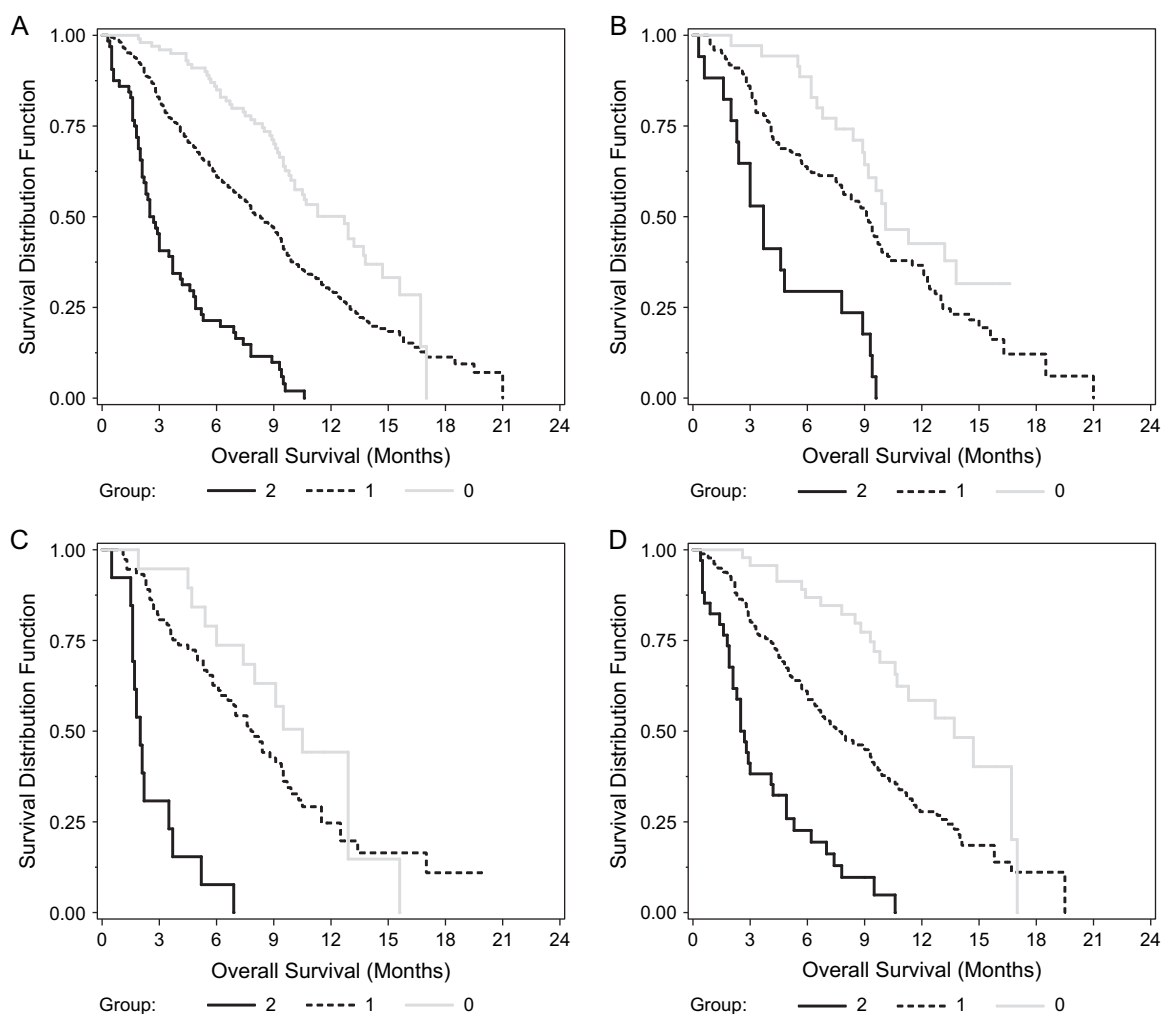 A
1.00
0.75
0.50
0.25
0.00
Survival Distribution Function
0 3 6 9 12 15 18 21 24
Overall Survival (Months)
Group: 2 1 0
B
1.00
0.75
0.50
0.25
0.00
Survival Distribution Function
0 3 6 9 12 15 18 21 24
Overall Survival (Months)
Group: 2 1 0
C
1.00
0.75
0.50
0.25
0.00
Survival Distribution Function
0 3 6 9 12 15 18 21 24
Overall Survival (Months)
Group: 2 1 0
D
1.00
0.75
0.50
0.25
0.00
Survival Distribution Function
0 3 6 9 12 15 18 21 24
Overall Survival (Months)
Group: 2 1 0